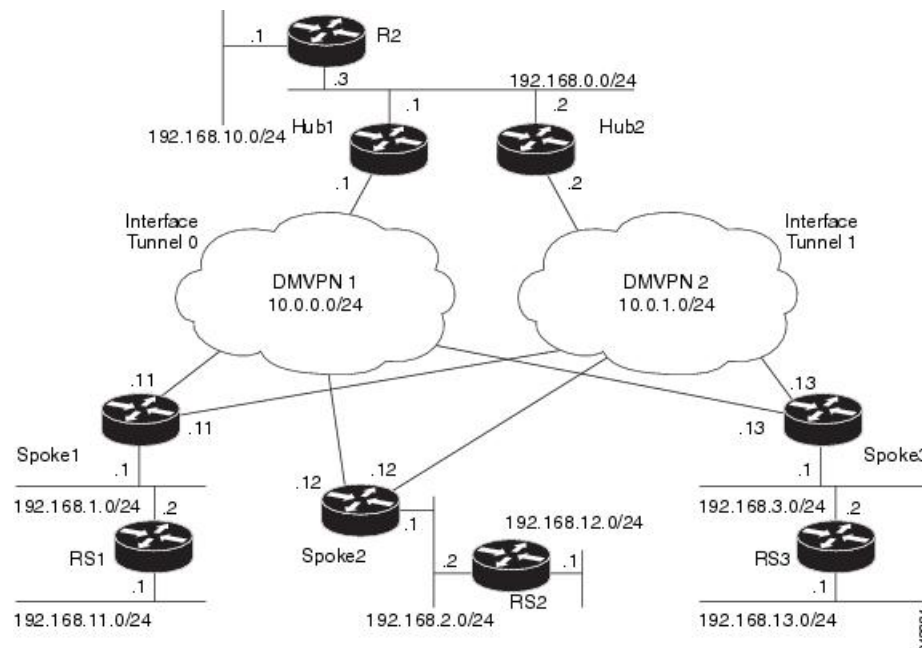 .1
R2
.3
192.168.0.0/24
192.168.10.0/24
.1
.2
Hub1
Hub2
.1
.2
Interface
Tunnel 0
Interface
Tunnel 1
DMVPN 1
10.0.0.0/24
DMVPN 2
10.0.1.0/24
.11
.11
.13
.13
Spoke1
.1
.12
.12
Spoke3
.1
192.168.1.0/24
.2
Spoke2
.1
192.168.12.0/24
192.168.3.0/24
.2
RS1
.2
.1
RS2
RS3
.1
.1
192.168.11.0/24
192.168.2.0/24
192.168.13.0/24